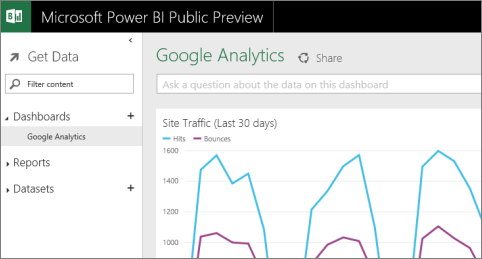 Microsoft Power BI Public Preview
Get Data
Filter content
Dashboards +
Google Analytics
Reports
Datasets +
Google Analytics Share
Ask a question about the data on this dashboard
Site Traffic (Last 30 days)
Hits Bounces
1600
1400
1200
1000